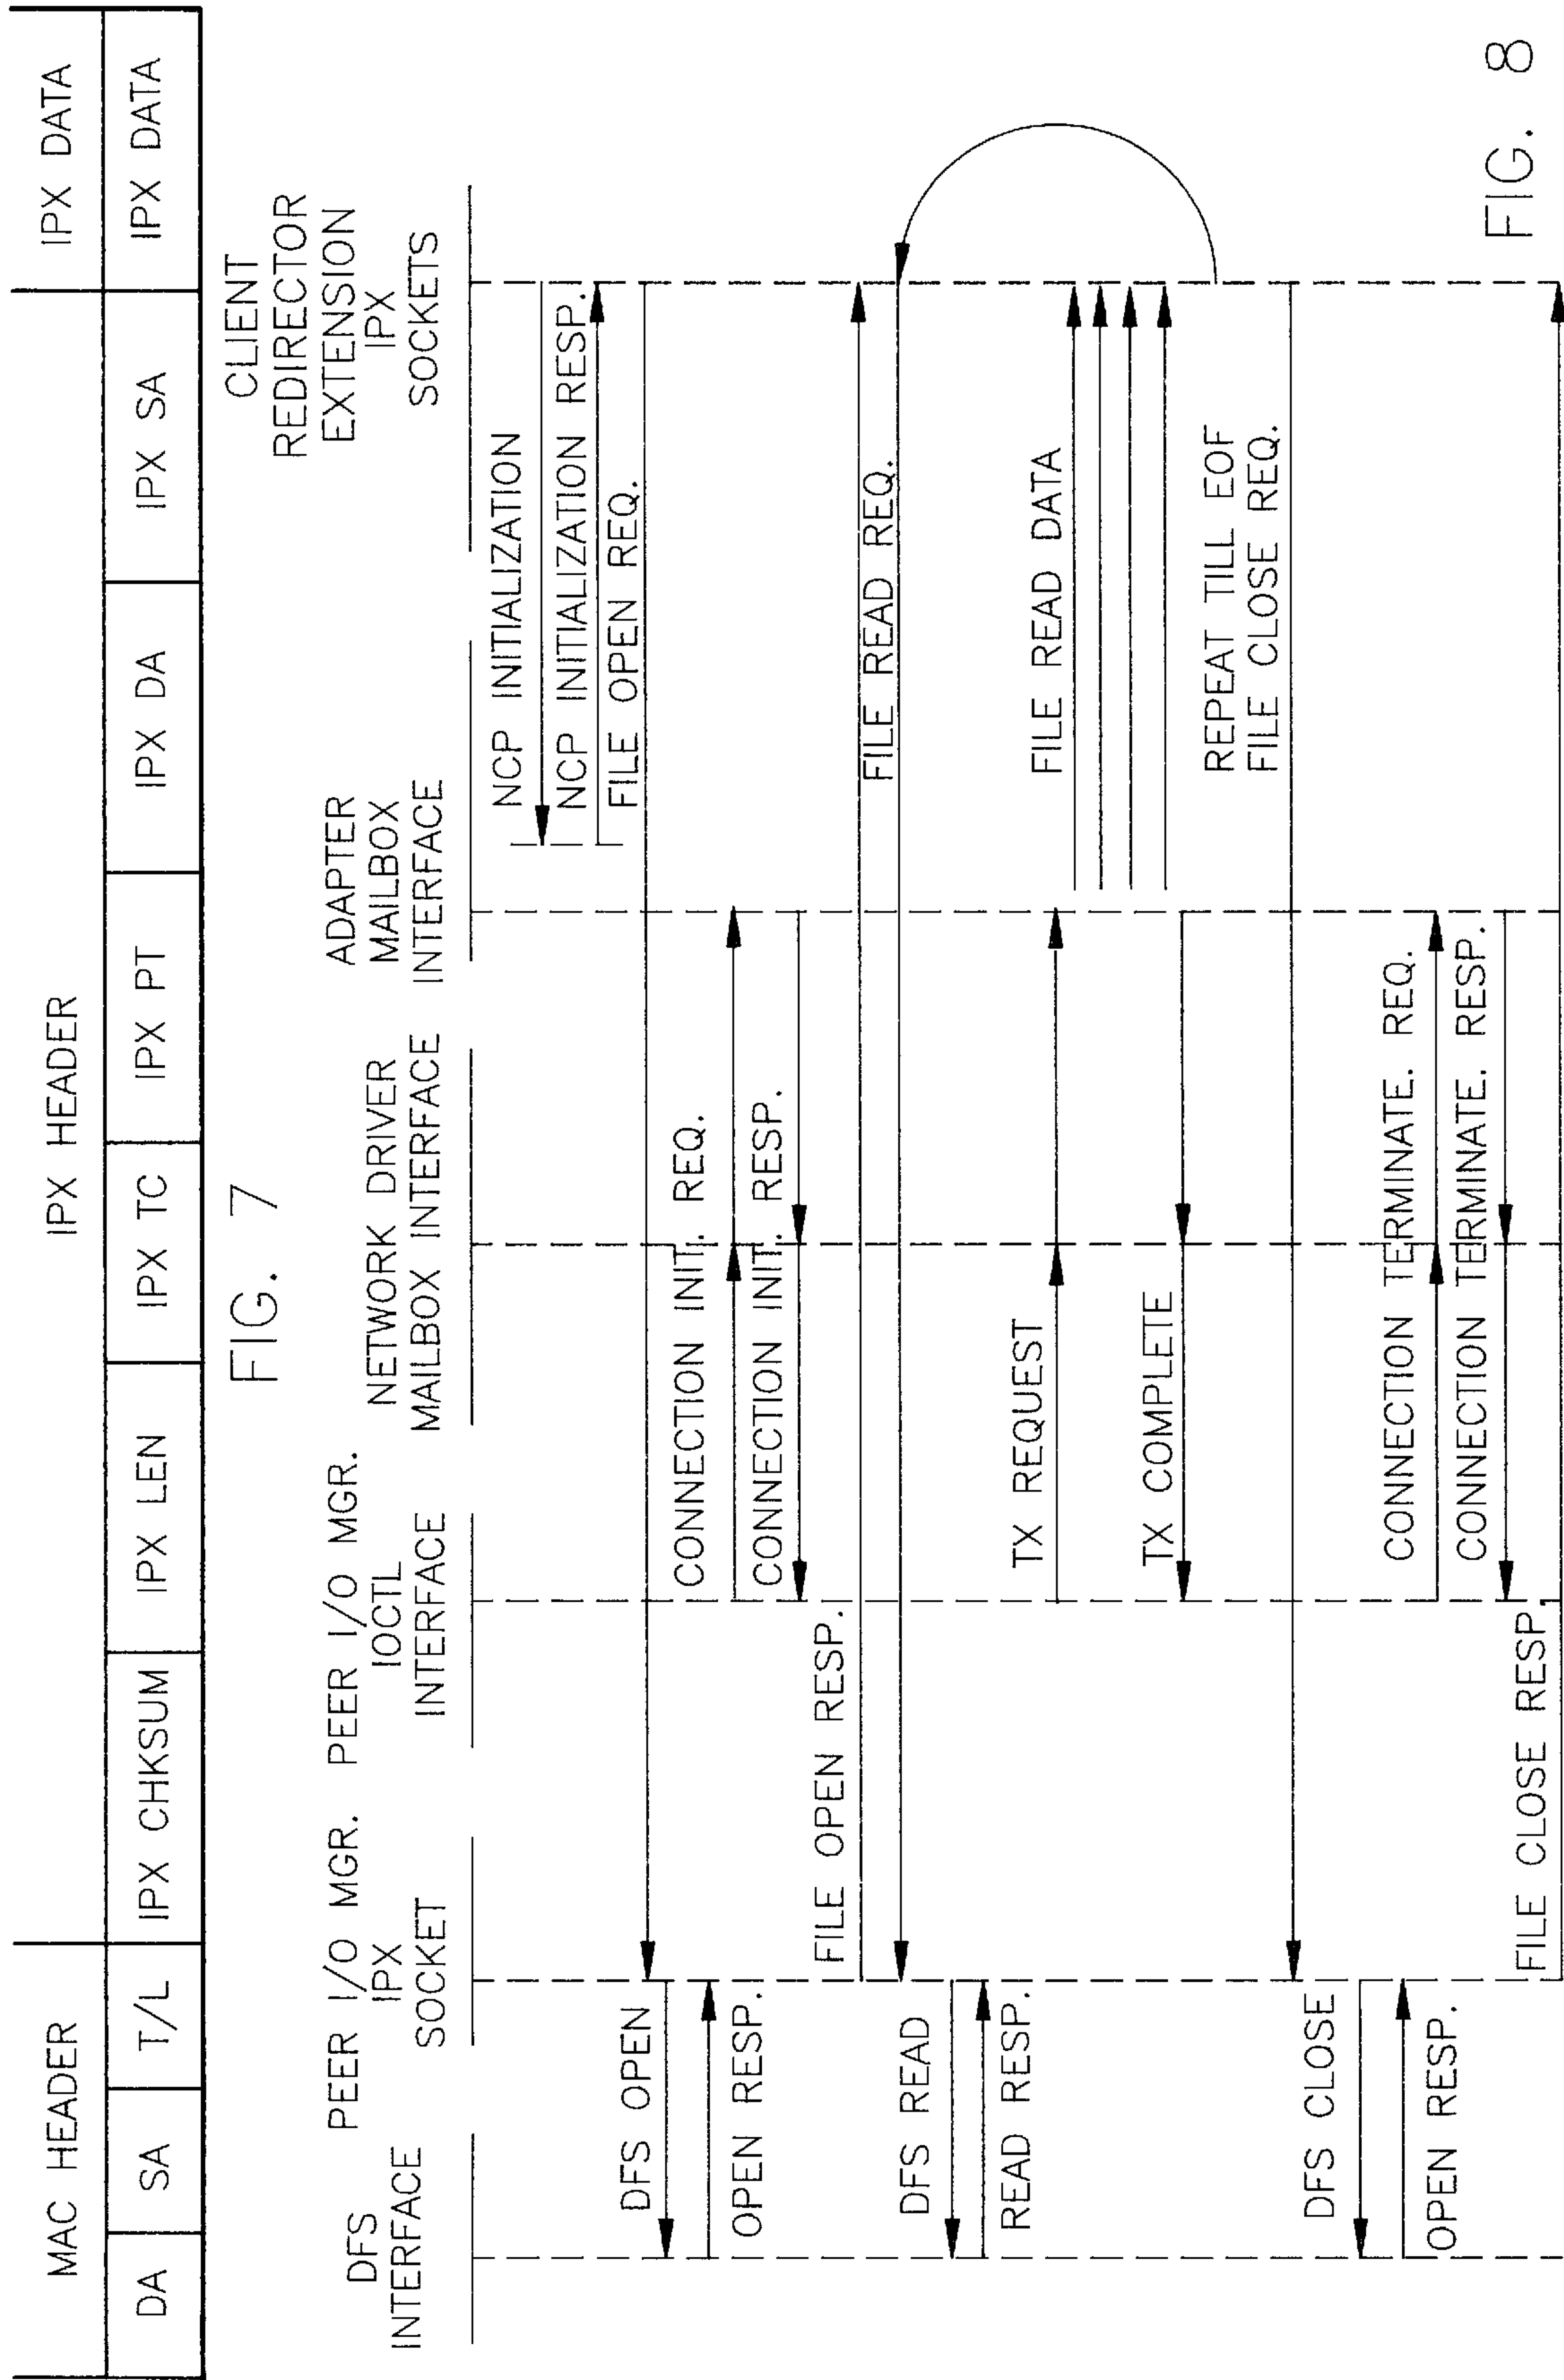 MAC HEADER
IPX HEADER
IPX DATA
DA
SA
T/L
IPX CHKSUM
IPX LEN
IPX TC
IPX PT
IPX DA
IPX SA
IPX DATA
FIG. 7
DFS
INTERFACE
PEER I/O MGR.
IPX
SOCKET
PEER I/O MGR.
IOCTL
INTERFACE
NETWORK DRIVER
MAILBOX INTERFACE
ADAPTER
MAILBOX
INTERFACE
CLIENT
REDIRECTOR
EXTENSION
IPX
SOCKETS
NCP INITIALIZATION
NCP INITIALIZATION RESP.
FILE OPEN REQ.
DFS OPEN
OPEN RESP.
CONNECTION INIT. REQ.
CONNECTION INIT. RESP.
FILE OPEN RESP.
FILE READ REQ.
DFS READ
READ RESP.
TX REQUEST
FILE READ DATA
TX COMPLETE
REPEAT TILL EOF
FILE CLOSE REQ.
DFS CLOSE
OPEN RESP.
CONNECTION TERMINATE. REQ.
CONNECTION TERMINATE. RESP.
FILE CLOSE RESP.
FIG. 8